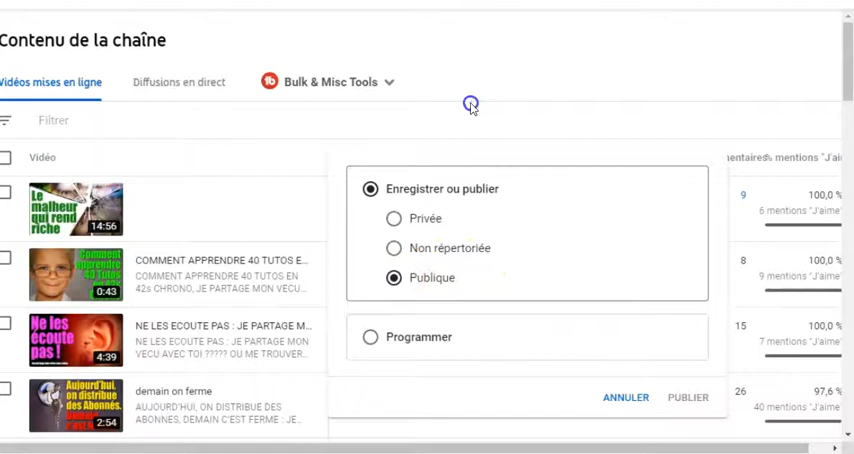 Contenu de la chaîne
Vidéos mises en ligne
Diffusions en direct
Bulk & Misc Tools
Filtrer
Vidéo
entaires
% mentions "J'ai
Enregistrer ou publier
Privée
Non répertoriée
Publique
Programmer
ANNULER
PUBLIER
Le
malheur
qui rend
riche
14:56
9
100,0 %
6 mentions "J'aime"
Comment
apprendre
40 Tutos
0:43
COMMENT APPRENDRE 40 TUTOS E...
COMMENT APPRENDRE 40 TUTOS EN
42s CHRONO, JE PARTAGE MON VECU...
8
100,0 %
9 mentions "J'aime"
Ne les
écoute
pas !
4:39
NE LES ECOUTE PAS : JE PARTAGE M...
NE LES ECOUTE PAS : JE PARTAGE MON
VECU AVEC TOI ????? OU ME TROUVER...
15
100,0 %
7 mentions "J'aime"
Aujourd'hui,
on distribue
des Abonnés.
2:54
demain on ferme
AUJOURD'HUI, ON DISTRIBUE DES
ABONNÉS, DEMAIN C'EST FERME : JE...
26
97,6 %
40 mentions "J'aime"